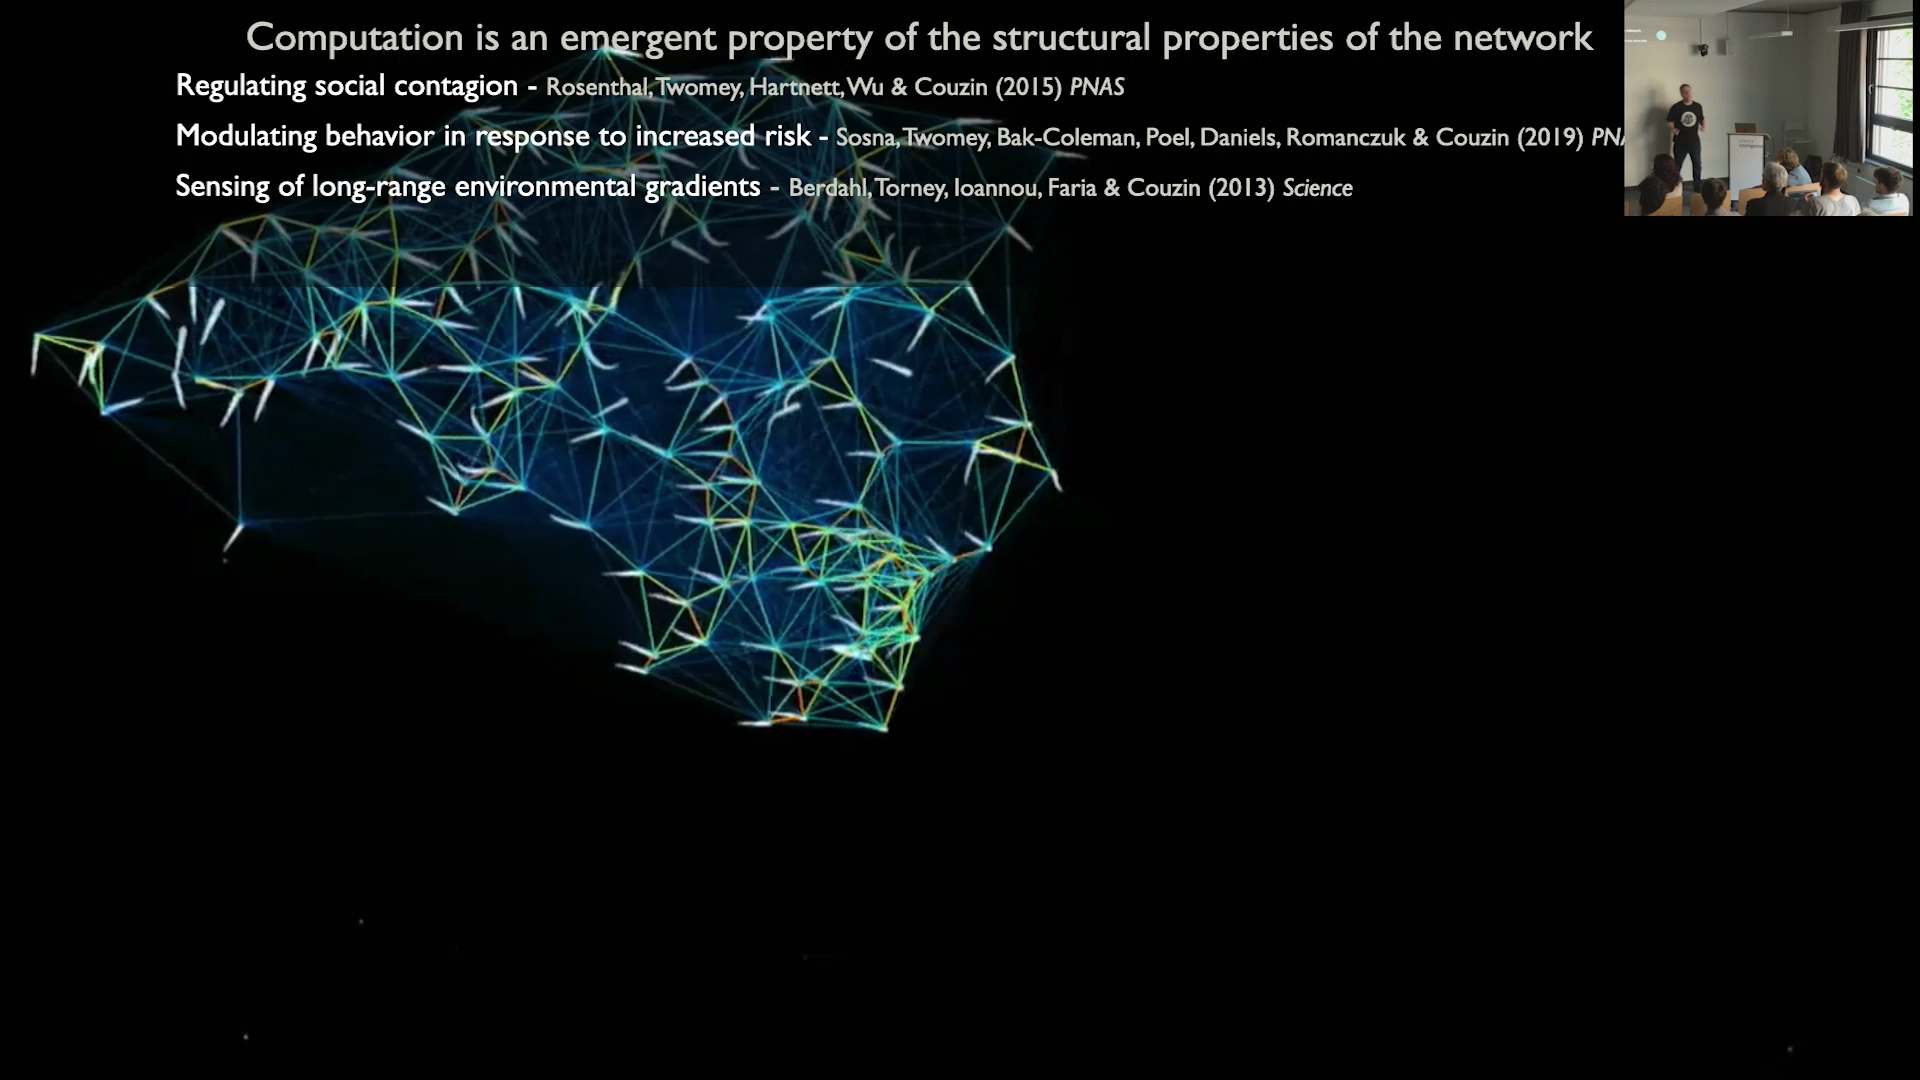 Computation is an emergent property of the structural properties of the network
Regulating social contagion - Rosenthal, Twomey, Hartnett, Wu & Couzin (2015) PNAS
Modulating behavior in response to increased risk - Sosna, Twomey, Bak-Coleman, Poel, Daniels, Romanczuk & Couzin (2019)
Sensing of long-range environmental gradients - Berdahl, Torney, Ioannou, Faria & Couzin (2013) Science